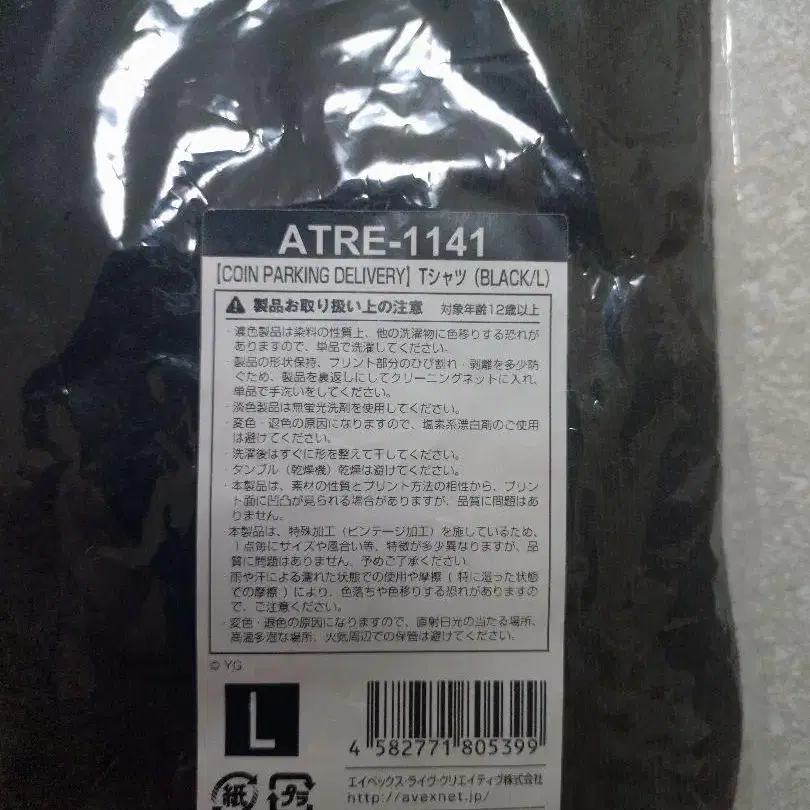 ATRE-1141
【COIN PARKING DELIVERY】Tシャツ (BLACK/L)
製品お取り扱い上の注意 対象年齢12歳以上
・濃色製品は染料の性質上、他の洗濯物に色移りする恐れが
ありますので、単品で洗濯してください。
・製品の形状保持、プリント部分のひび割れ・剥離を多少防
ぐため、製品を裏返しにしてクリーニングネットに入れ、
単品で手洗いをしてください。
・淡色製品は無蛍光洗剤を使用してください。
・変色・退色の原因になりますので、塩素系漂白剤のご使用
は避けてください。
・洗濯後はすぐに形を整えて干してください。
・タンブル（乾燥機）乾燥は避けてください。
・本製品は、素材の性質とプリント方法の相性から、プリン
ト面に凹凸が見られる場合がありますが、品質に問題はあ
りません。
本製品は、特殊加工（ビンテージ加工）を施しているため、
1点毎にサイズや風合い等、特徴が多少異なりますが、品
質に問題はありません。予めご了承ください。
雨や汗による濡れた状態での使用や摩擦（特に湿った状態
での摩擦）により、色落ちや色移りする恐れがありますの
で、ご注意ください。
・変色・退色の原因になりますので、直射日光の当たる場所、
高温多湿な場所、火気周辺での保管は避けてください。
© YG
L
4 582771 805399
紙
プラ
エイベックス・ライヴ・クリエイティヴ株式会社
http://avexnet.jp/